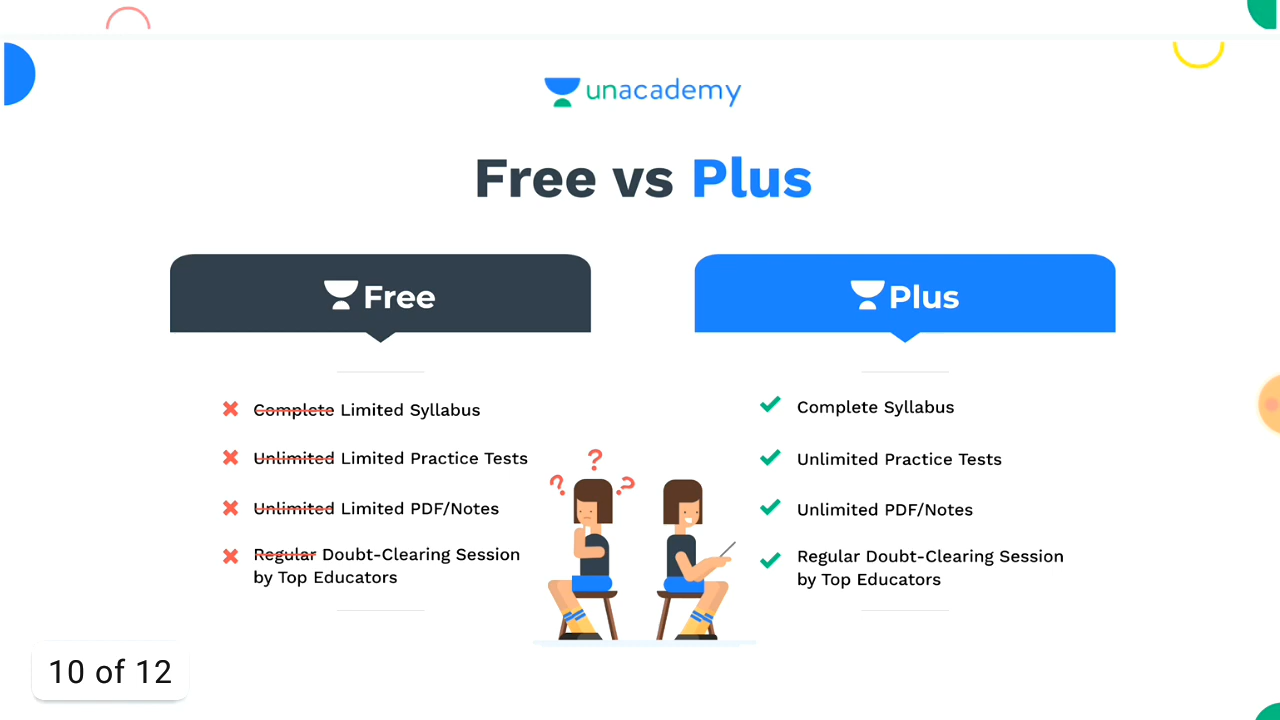 unacademy
Free vs Plus
Free
Plus
Complete Limited Syllabus
Unlimited Limited Practice Tests
Unlimited Limited PDF/Notes
Regular Doubt-Clearing Session
by Top Educators
Complete Syllabus
Unlimited Practice Tests
Unlimited PDF/Notes
Regular Doubt-Clearing Session
by Top Educators
? ? ?
10 of 12